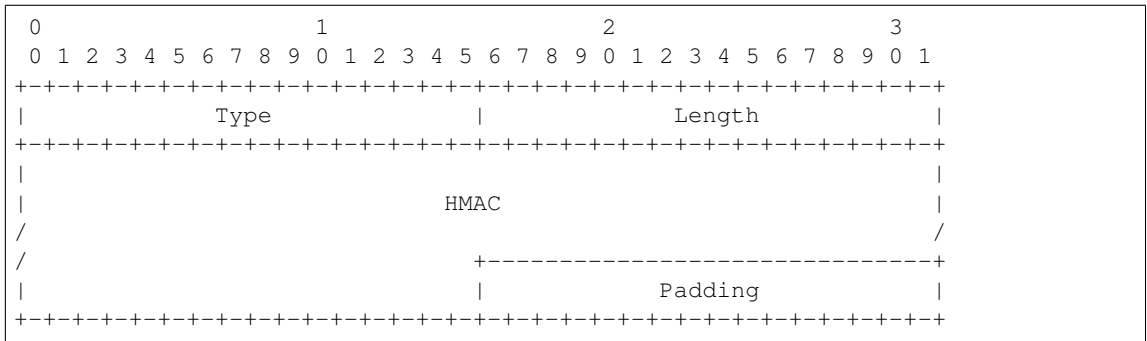 0                   1                   2                   3
 0 1 2 3 4 5 6 7 8 9 0 1 2 3 4 5 6 7 8 9 0 1 2 3 4 5 6 7 8 9 0 1
+-+-+-+-+-+-+-+-+-+-+-+-+-+-+-+-+-+-+-+-+-+-+-+-+-+-+-+-+-+-+-+-+
|             Type              |             Length            |
+-+-+-+-+-+-+-+-+-+-+-+-+-+-+-+-+-+-+-+-+-+-+-+-+-+-+-+-+-+-+-+-+
|                                                               |
|                             HMAC                              |
/                                                               /
/                               +-------------------------------+
|                               |            Padding            |
+-+-+-+-+-+-+-+-+-+-+-+-+-+-+-+-+-+-+-+-+-+-+-+-+-+-+-+-+-+-+-+-+